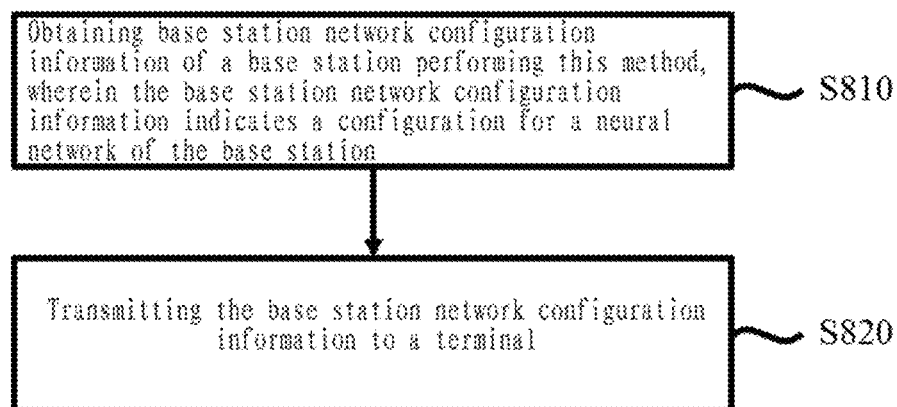 Obtaining base station network configuration
information of a base station performing this method,
wherein the base station network configuration
information indicates a configuration for a neural
network of the base station
S810
Transmitting the base station network configuration
information to a terminal
S820